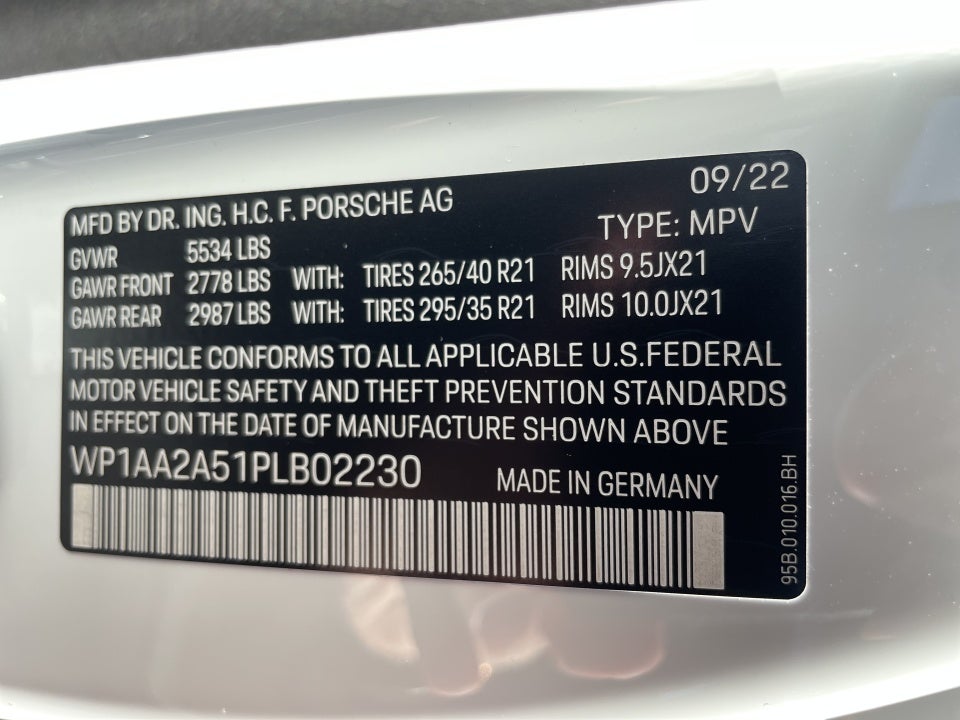 09/22
MFD BY DR. ING. H.C. F. PORSCHE AG
TYPE: MPV
GVWR 5534 LBS
GAWR FRONT 2778 LBS WITH: TIRES 265/40 R21 RIMS 9.5JX21
GAWR REAR 2987 LBS WITH: TIRES 295/35 R21 RIMS 10.0JX21
THIS VEHICLE CONFORMS TO ALL APPLICABLE U.S.FEDERAL
MOTOR VEHICLE SAFETY AND THEFT PREVENTION STANDARDS
IN EFFECT ON THE DATE OF MANUFACTURE SHOWN ABOVE
WP1AA2A51PLB02230 MADE IN GERMANY
95B.010.016.BH